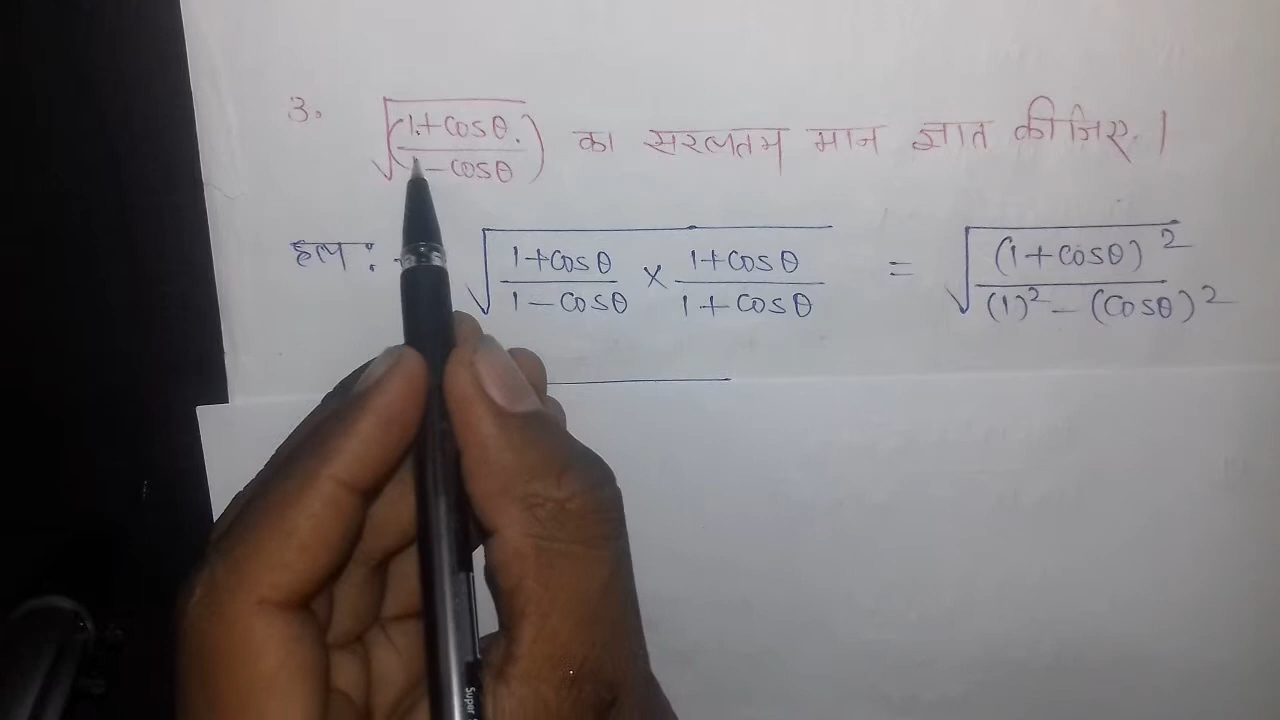 3. √((1+cosθ)/(1-cosθ)) का सरलतम मान ज्ञात कीजिए।
हल:- √((1+cosθ)/(1-cosθ) × (1+cosθ)/(1+cosθ)) = √((1+cosθ)²/((1)²-(cosθ)²))
Super